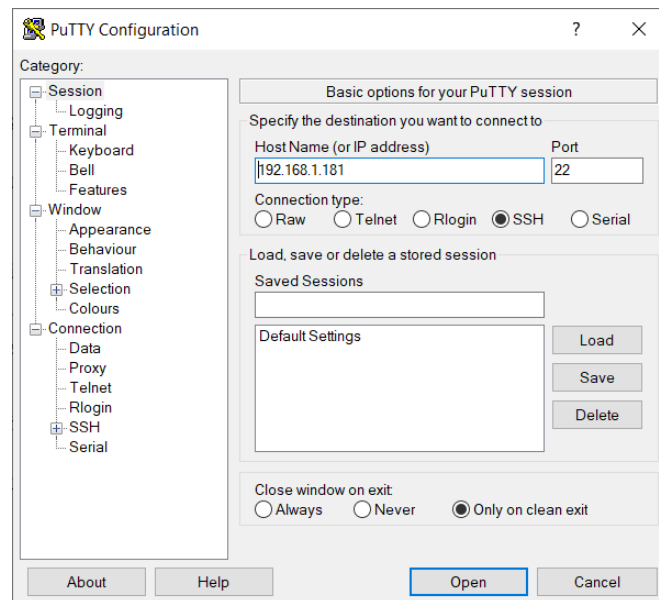 PuTTY Configuration ? ×
Category:
Session
Logging
Terminal
Keyboard
Bell
Features
Window
Appearance
Behaviour
Translation
Selection
Colours
Connection
Data
Proxy
Telnet
Rlogin
SSH
Serial
Basic options for your PuTTY session
Specify the destination you want to connect to
Host Name (or IP address) Port
192.168.1.181 22
Connection type:
Raw Telnet Rlogin SSH Serial
Load, save or delete a stored session
Saved Sessions
Default Settings
Load
Save
Delete
Close window on exit:
Always Never Only on clean exit
About Help Open Cancel